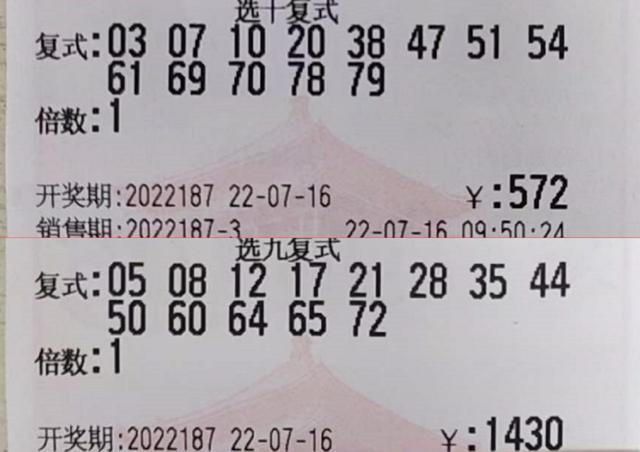 选十复式
复式:03 07 10 20 38 47 51 54
61 69 70 78 79
倍数:1
开奖期:2022187 22-07-16 ¥:572
销售期:2022187-3 22-07-16 09:50:24
选九复式
复式:05 08 12 17 21 28 35 44
50 60 64 65 72
倍数:1
开奖期:2022187 22-07-16 ¥:1430